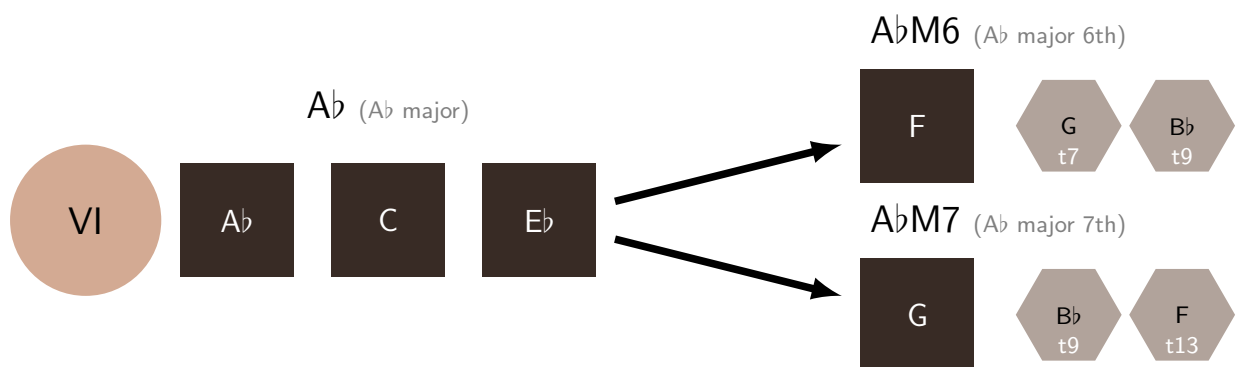 A♭M6 (A♭ major 6th)
A♭ (A♭ major)
F
G
t7
B♭
t9
VI
A♭
C
E♭
A♭M7 (A♭ major 7th)
G
B♭
t9
F
t13